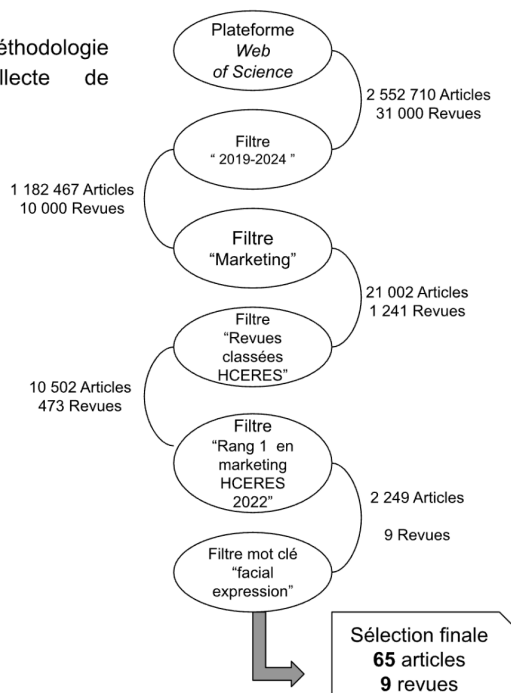 éthodologie
llecte de
Plateforme
Web
of Science
2 552 710 Articles
31 000 Revues
Filtre
“ 2019-2024 ”
1 182 467 Articles
10 000 Revues
Filtre
“Marketing”
21 002 Articles
1 241 Revues
Filtre
“Revues
classées
HCERES”
10 502 Articles
473 Revues
Filtre
“Rang 1 en
marketing
HCERES
2022”
2 249 Articles
9 Revues
Filtre mot clé
“facial
expression”
Sélection finale
65 articles
9 revues